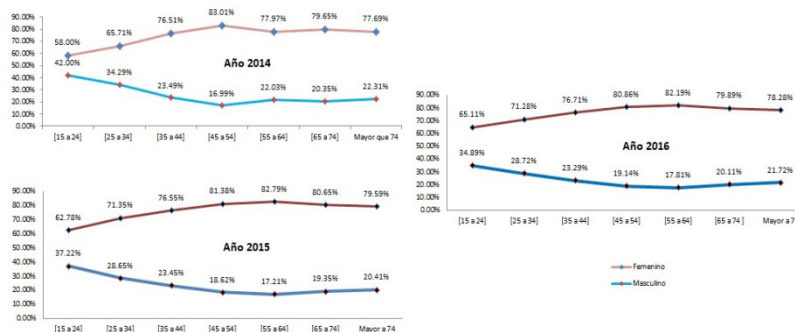 90.00%
80.00%
70.00%
60.00%
50.00%
40.00%
30.00%
20.00%
10.00%
0.00%
58.00% 65.71% 76.51% 83.01% 77.97% 79.65% 77.69%
Año 2014
42.00% 34.29% 23.49% 16.99% 22.03% 20.35% 22.31%
[15 a 24] [25 a 34] [35 a 44] [45 a 54] [55 a 64] [65 a 74] Mayor que 74
90.00%
80.00%
70.00%
60.00%
50.00%
40.00%
30.00%
20.00%
10.00%
0.00%
62.78% 71.35% 76.55% 81.38% 82.79% 80.65% 79.59%
Año 2015
37.22% 28.65% 23.45% 18.62% 17.21% 19.35% 20.41%
[15 a 24] [25 a 34] [35 a 44] [45 a 54] [55 a 64] [65 a 74] Mayor a 74
90.00%
80.00%
70.00%
60.00%
50.00%
40.00%
30.00%
20.00%
10.00%
0.00%
65.11% 71.28% 76.71% 80.86% 82.19% 79.89% 78.28%
Año 2016
34.89% 28.72% 23.29% 19.14% 17.81% 20.11% 21.72%
[15 a 24] [25 a 34] [35 a 44] [45 a 54] [55 a 64] [65 a 74] Mayor a 7
Femenino
Masculino